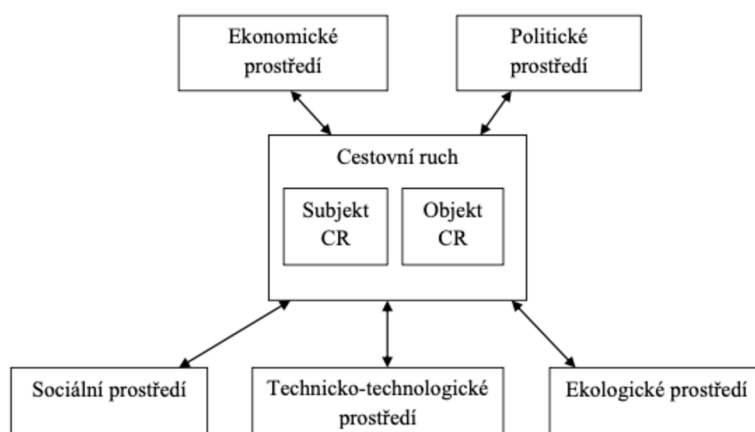 Ekonomické
prostředí
Politické
prostředí
Cestovní ruch
Subjekt
CR
Objekt
CR
Sociální prostředí
Technicko-technologické
prostředí
Ekologické prostředí